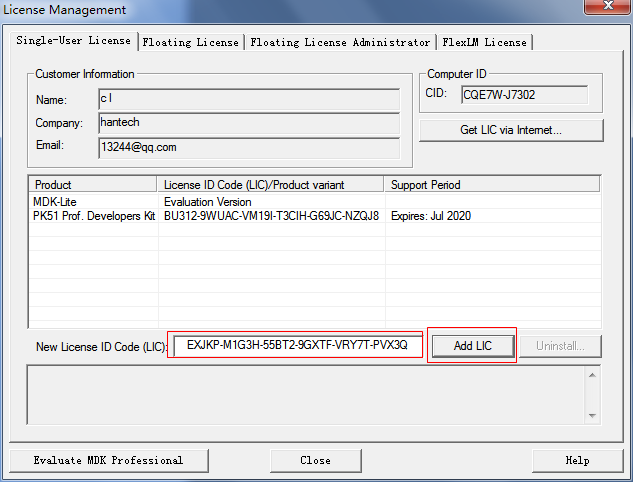 License Management
Single-User License Floating License Floating License Administrator FlexLM License
Customer Information
Name: c l
Company: hantech
Email: 13244@qq.com
Computer ID
CID: CQE7W-J7302
Get LIC via Internet...
Product License ID Code (LIC)/Product variant Support Period
MDK-Lite Evaluation Version
PK51 Prof. Developers Kit BU312-9WUAC-VM19I-T3CIH-G69JC-NZQJ8 Expires: Jul 2020
New License ID Code (LIC): EXJKP-M1G3H-55BT2-9GXTF-VRY7T-PVX3Q Add LIC Uninstall...
Evaluate MDK Professional Close Help